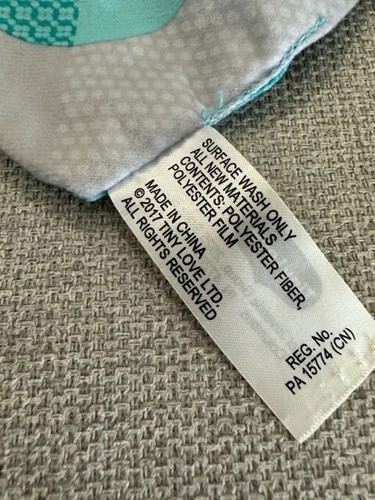 SURFACE WASH ONLY
ALL NEW MATERIALS
CONTENTS: POLYESTER FIBER,
POLYESTER FILM
MADE IN CHINA
© 2017 TINY LOVE LTD.
ALL RIGHTS RESERVED
REG. No.
PA 15774 (CN)